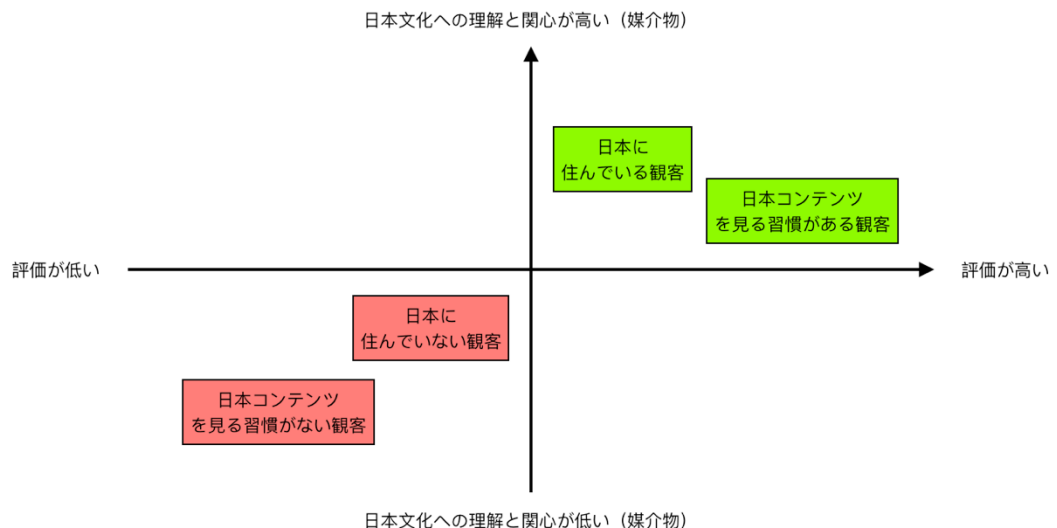 日本文化への理解と関心が高い（媒介物）
日本に
住んでいる観客
日本コンテンツ
を見る習慣がある観客
評価が低い
評価が高い
日本に
住んでいない観客
日本コンテンツ
を見る習慣がない観客
日本文化への理解と関心が低い（媒介物）